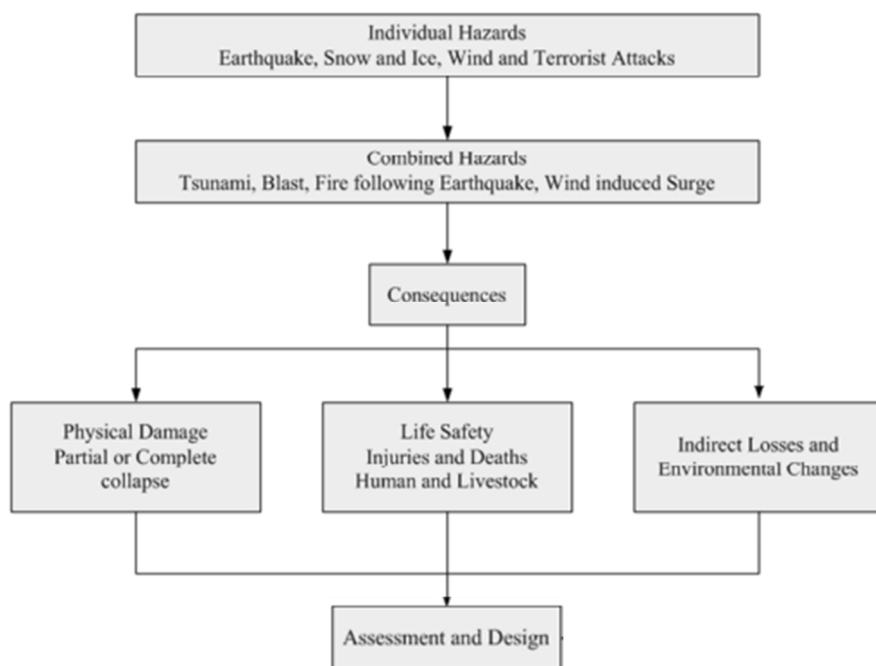 Individual Hazards
Earthquake, Snow and Ice, Wind and Terrorist Attacks
Combined Hazards
Tsunami, Blast, Fire following Earthquake, Wind induced Surge
Consequences
Physical Damage
Partial or Complete
collapse
Life Safety
Injuries and Deaths
Human and Livestock
Indirect Losses and
Environmental Changes
Assessment and Design